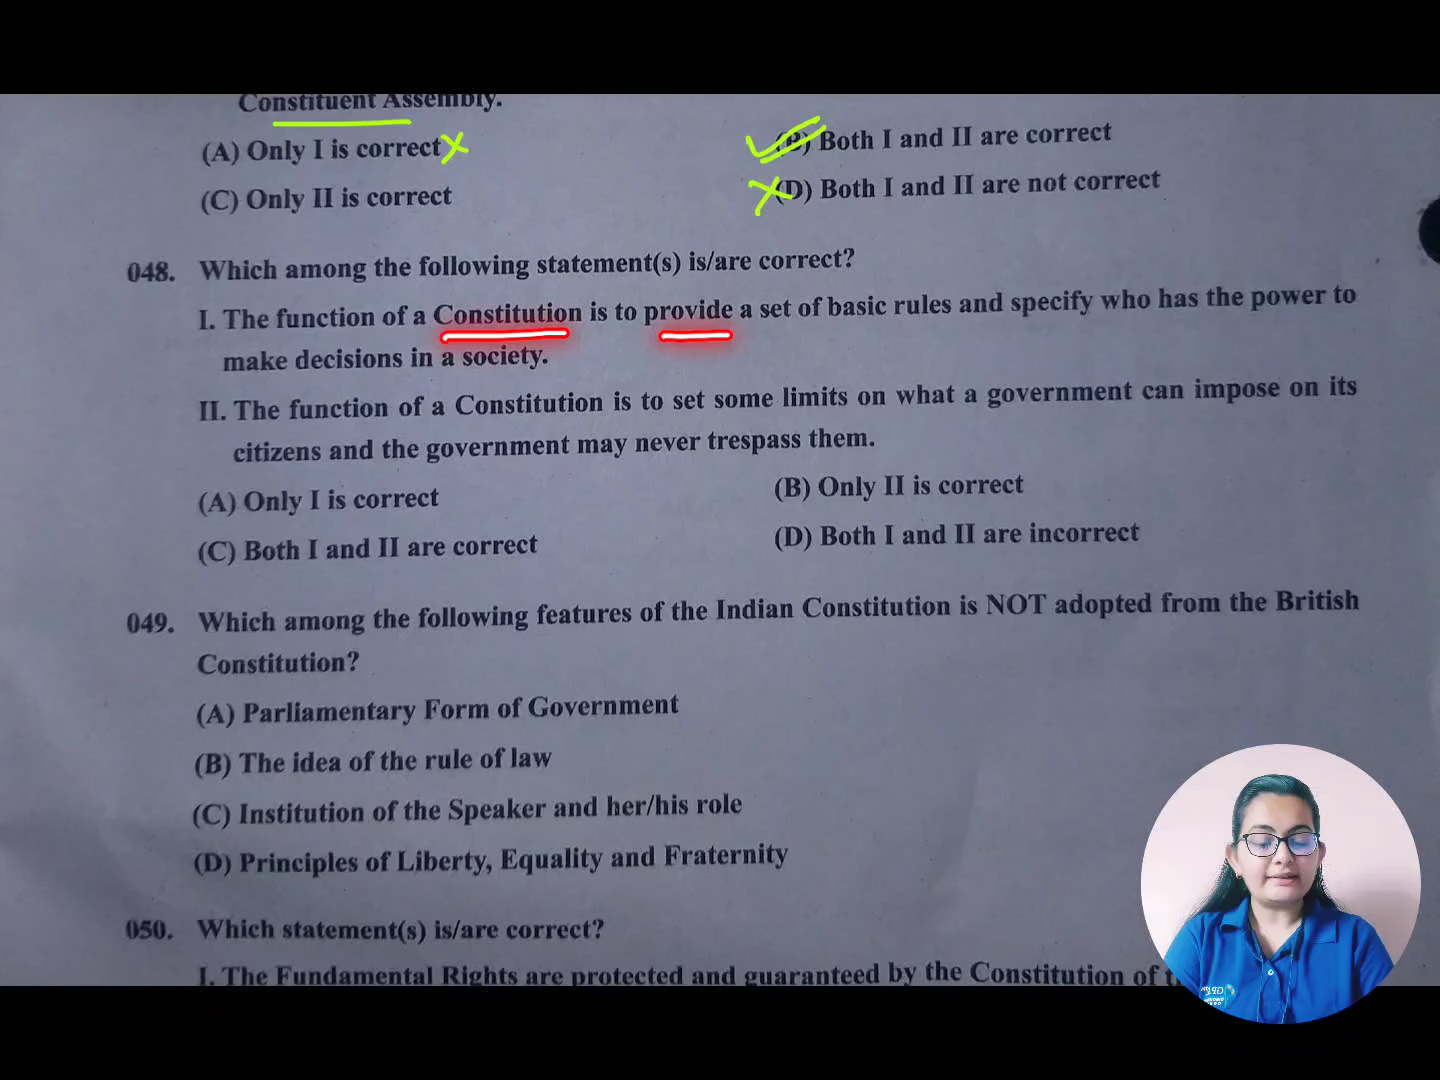 Constituent Assembly.
(A) Only I is correct
(B) Both I and II are correct
(C) Only II is correct
(D) Both I and II are not correct
048. Which among the following statement(s) is/are correct?
I. The function of a Constitution is to provide a set of basic rules and specify who has the power to
make decisions in a society.
II. The function of a Constitution is to set some limits on what a government can impose on its
citizens and the government may never trespass them.
(A) Only I is correct
(B) Only II is correct
(C) Both I and II are correct
(D) Both I and II are incorrect
049. Which among the following features of the Indian Constitution is NOT adopted from the British
Constitution?
(A) Parliamentary Form of Government
(B) The idea of the rule of law
(C) Institution of the Speaker and her/his role
(D) Principles of Liberty, Equality and Fraternity
050. Which statement(s) is/are correct?
I. The Fundamental Rights are protected and guaranteed by the Constitution of